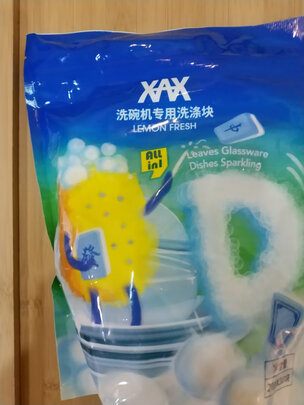 XAX
洗碗机专用洗涤块
LEMON FRESH
All
in1
Leaves Glassware
Dishes Sparkling